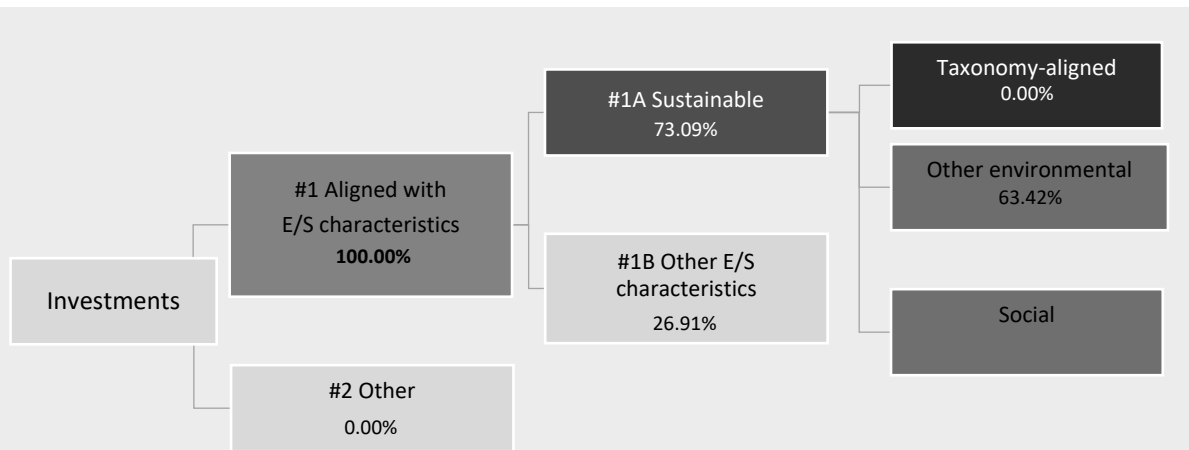 Investments
#1 Aligned with
E/S characteristics
100.00%
#2 Other
0.00%
#1A Sustainable
73.09%
#1B Other E/S
characteristics
26.91%
Taxonomy-aligned
0.00%
Other environmental
63.42%
Social